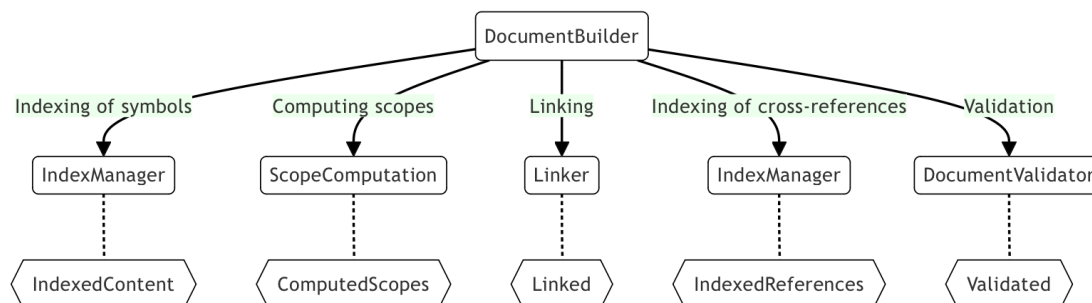 DocumentBuilder
Indexing of symbols
Computing scopes
Linking
Indexing of cross-references
Validation
IndexManager
ScopeComputation
Linker
IndexManager
DocumentValidator
IndexedContent
ComputedScopes
Linked
IndexedReferences
Validated